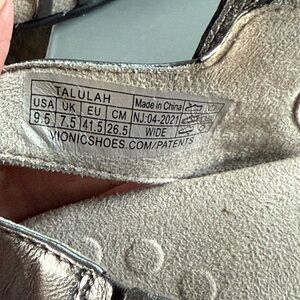 TALULAH
USA UK EU CM Made in China
9.5 7.5 41.5 26.5 NJ:04-2021
WIDE
VIONICSHOES.COM/PATENTS